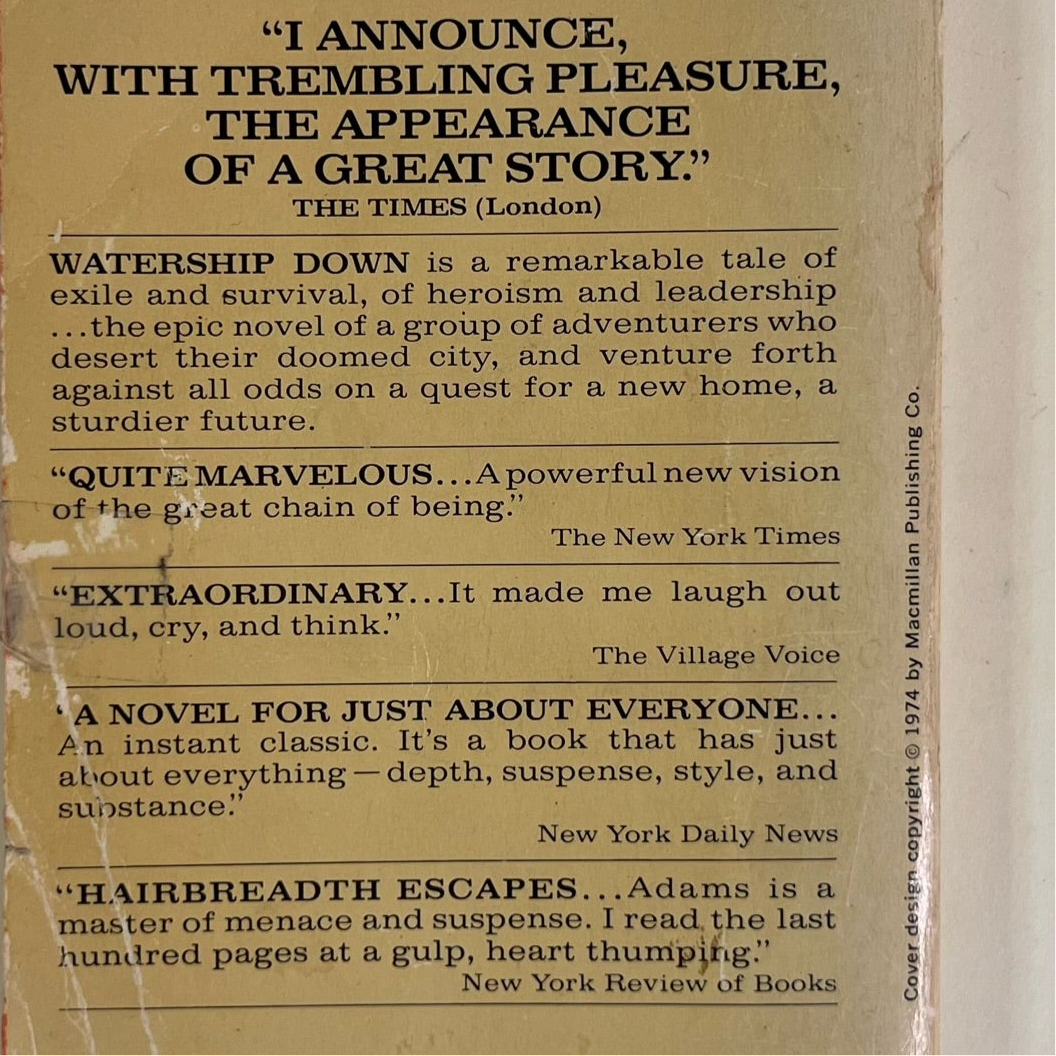 “I ANNOUNCE,
WITH TREMBLING PLEASURE,
THE APPEARANCE
OF A GREAT STORY.”
THE TIMES (London)
WATERSHIP DOWN is a remarkable tale of
exile and survival, of heroism and leadership
...the epic novel of a group of adventurers who
desert their doomed city, and venture forth
against all odds on a quest for a new home, a
sturdier future.
“QUITE MARVELOUS...A powerful new vision
of the great chain of being.”
The New York Times
“EXTRAORDINARY...It made me laugh out
loud, cry, and think.”
The Village Voice
‘A NOVEL FOR JUST ABOUT EVERYONE...
An instant classic. It’s a book that has just
about everything—depth, suspense, style, and
substance.”
New York Daily News
“HAIRBREADTH ESCAPES...Adams is a
master of menace and suspense. I read the last
hundred pages at a gulp, heart thumping.”
New York Review of Books
Cover design copyright © 1974 by Macmillan Publishing Co.